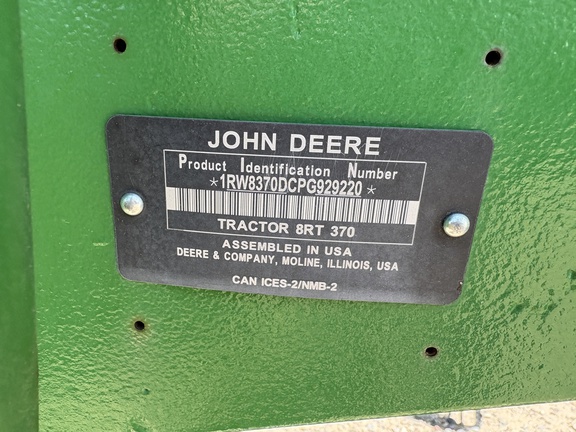 JOHN DEERE
Product Identification Number
*1RW8370DCPG929220*
TRACTOR 8RT 370
ASSEMBLED IN USA
DEERE & COMPANY, MOLINE, ILLINOIS, USA
CAN ICES-2/NMB-2